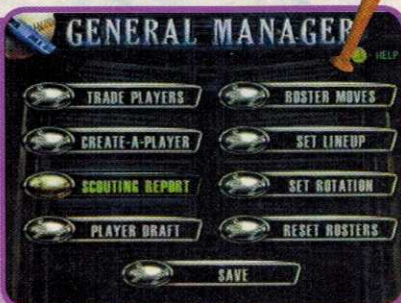 GENERAL MANAGER
HELP
TRADE PLAYERS
ROSTER MOVES
CREATE-A-PLAYER
SET LINEUP
SCOUTING REPORT
SET ROTATION
PLAYER DRAFT
RESET ROSTERS
SAVE